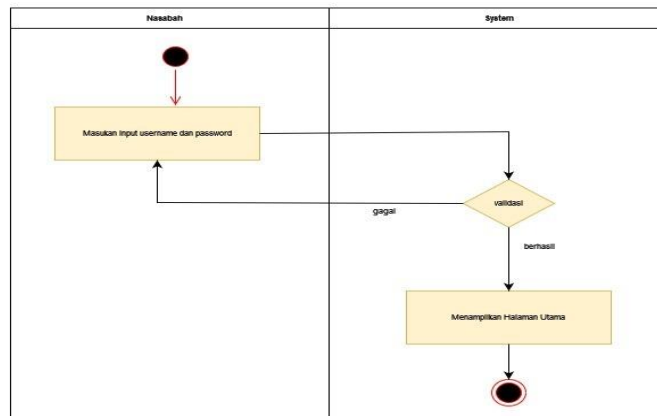 Nasabah
System
Masukan input username dan password
validasi
gagal
berhasil
Menampilkan Halaman Utama